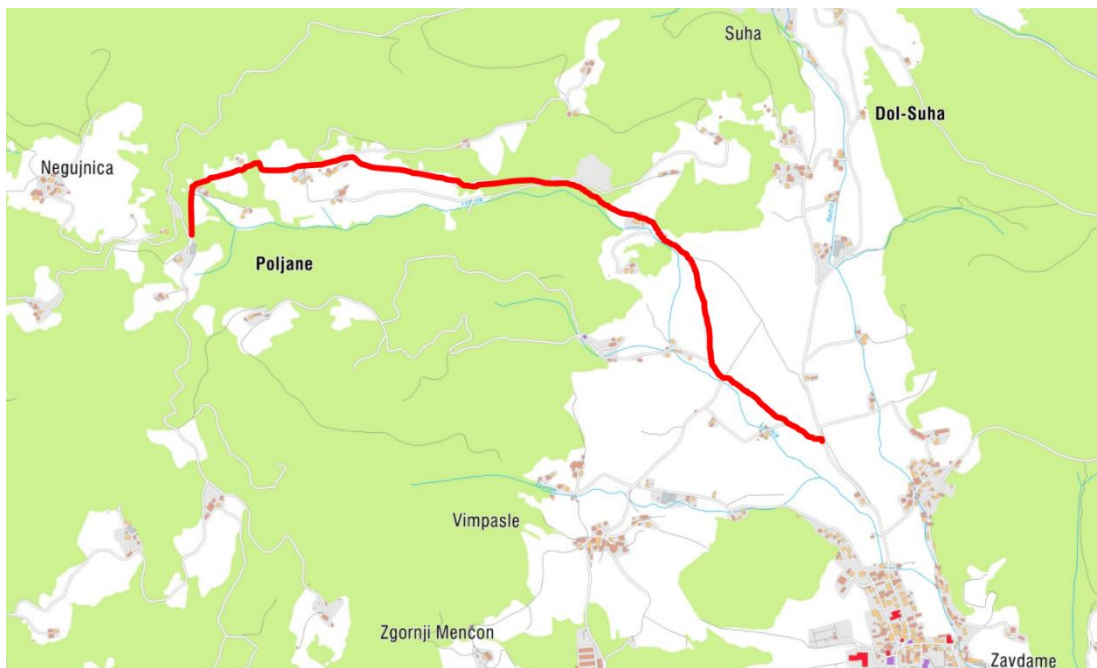 Suha
Dol-Suha
Negujnica
Poljane
Vimpasle
Zgornji Menčon
Zavdame